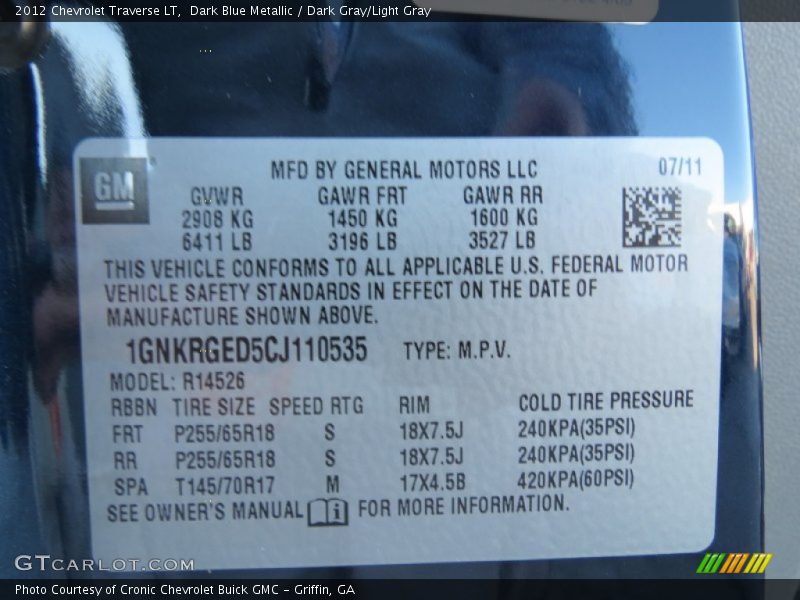 2012 Chevrolet Traverse LT,  Dark Blue Metallic / Dark Gray/Light Gray
GM
MFD BY GENERAL MOTORS LLC 07/11
GVWR GAWR FRT GAWR RR
2908 KG 1450 KG 1600 KG
6411 LB 3196 LB 3527 LB
THIS VEHICLE CONFORMS TO ALL APPLICABLE U.S. FEDERAL MOTOR
VEHICLE SAFETY STANDARDS IN EFFECT ON THE DATE OF
MANUFACTURE SHOWN ABOVE.
1GNKRGED5CJ110535 TYPE: M.P.V.
MODEL: R14526
RBBN TIRE SIZE SPEED RTG RIM COLD TIRE PRESSURE
FRT P255/65R18 S 18X7.5J 240KPA(35PSI)
RR P255/65R18 S 18X7.5J 240KPA(35PSI)
SPA T145/70R17 M 17X4.5B 420KPA(60PSI)
SEE OWNER'S MANUAL i FOR MORE INFORMATION.
GTCARLOT.COM
Photo Courtesy of Cronic Chevrolet Buick GMC – Griffin, GA